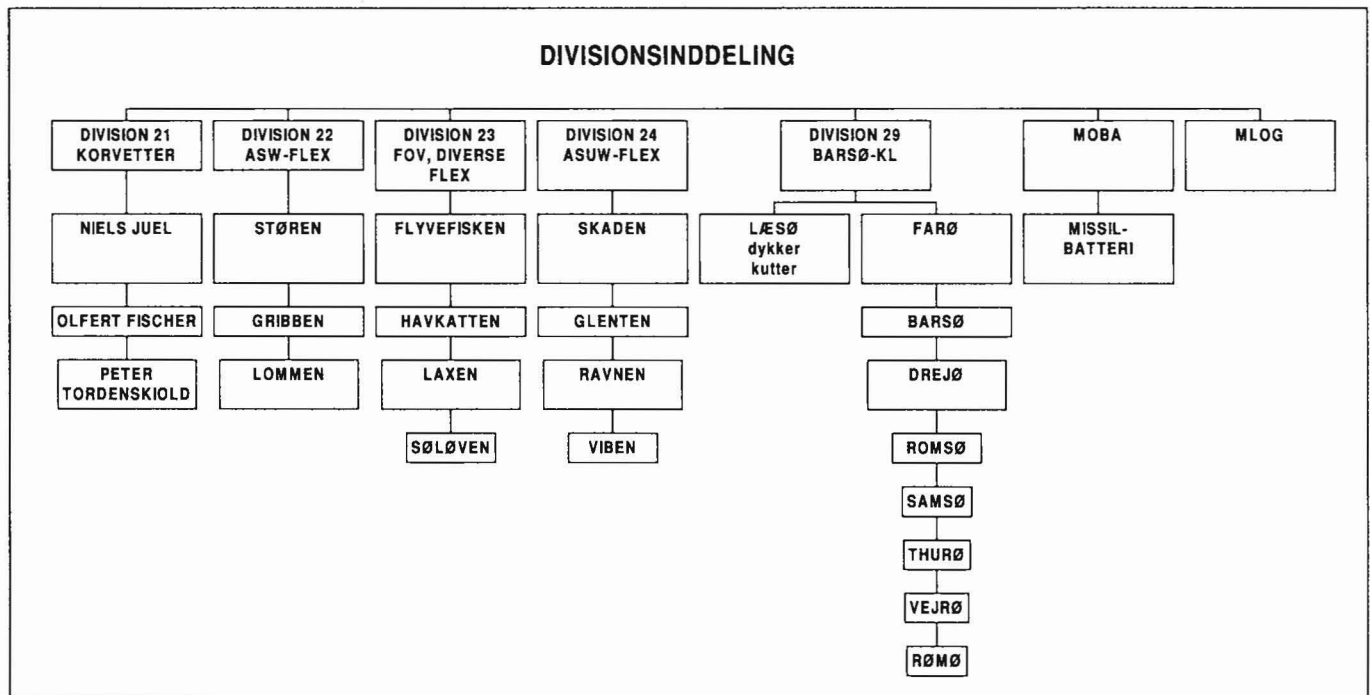 DIVISIONSINDDELING
DIVISION 21
KORVETTER
NIELS JUEL
OLFERT FISCHER
PETER
TORDENSKIOLD
DIVISION 22
ASW-FLEX
STØREN
GRIBBEN
LOMMEN
DIVISION 23
FOV, DIVERSE
FLEX
FLYVEFISKEN
HAVKATTEN
LAXEN
SØLØVEN
DIVISION 24
ASUW-FLEX
SKADEN
GLENTEN
RAVNEN
VIBEN
DIVISION 29
BARSØ-KL
LÆSØ
dykker
kutter
FARØ
BARSØ
DREJØ
ROMSØ
SAMSØ
THURØ
VEJRØ
RØMØ
MOBA
MISSIL-
BATTERI
MLOG